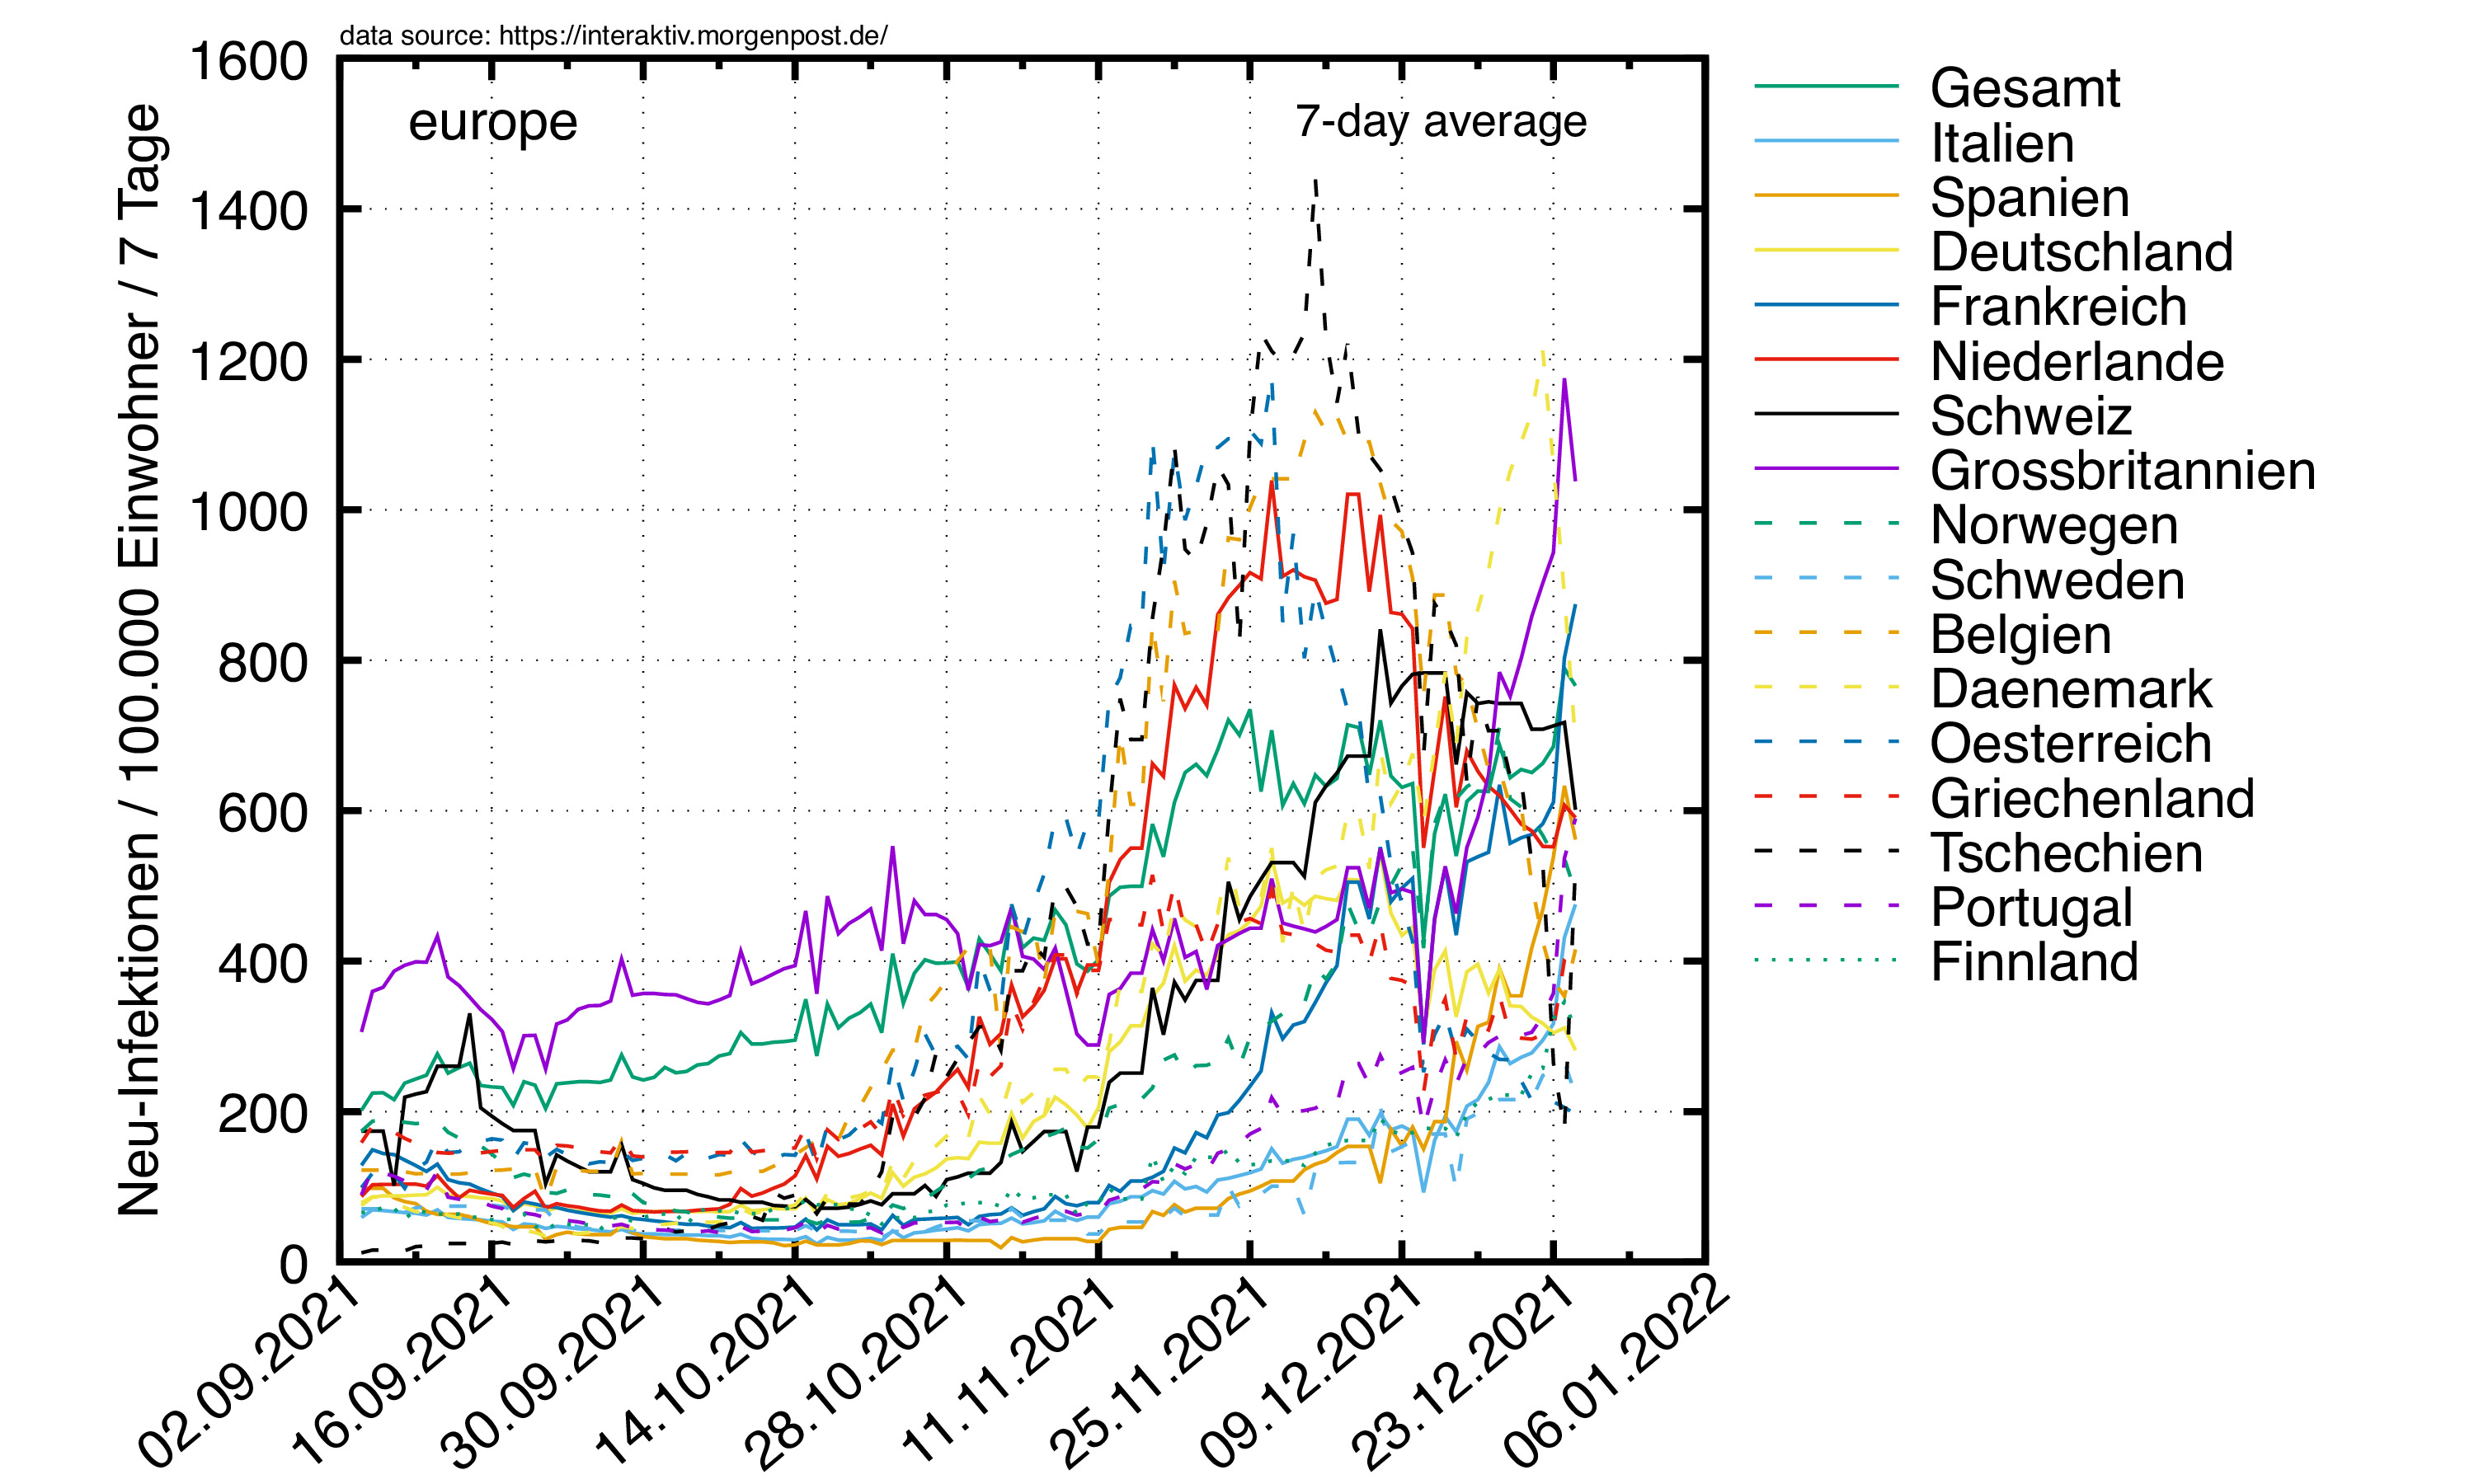 data source: https://interaktiv.morgenpost.de/
europe
7-day average
Neu-Infektionen / 100.000 Einwohner / 7 Tage
1600
1400
1200
1000
800
600
400
200
0
02.09.2021
16.09.2021
30.09.2021
14.10.2021
28.10.2021
11.11.2021
25.11.2021
09.12.2021
23.12.2021
06.01.2022
Gesamt
Italien
Spanien
Deutschland
Frankreich
Niederlande
Schweiz
Grossbritannien
Norwegen
Schweden
Belgien
Daenemark
Oesterreich
Griechenland
Tschechien
Portugal
Finnland